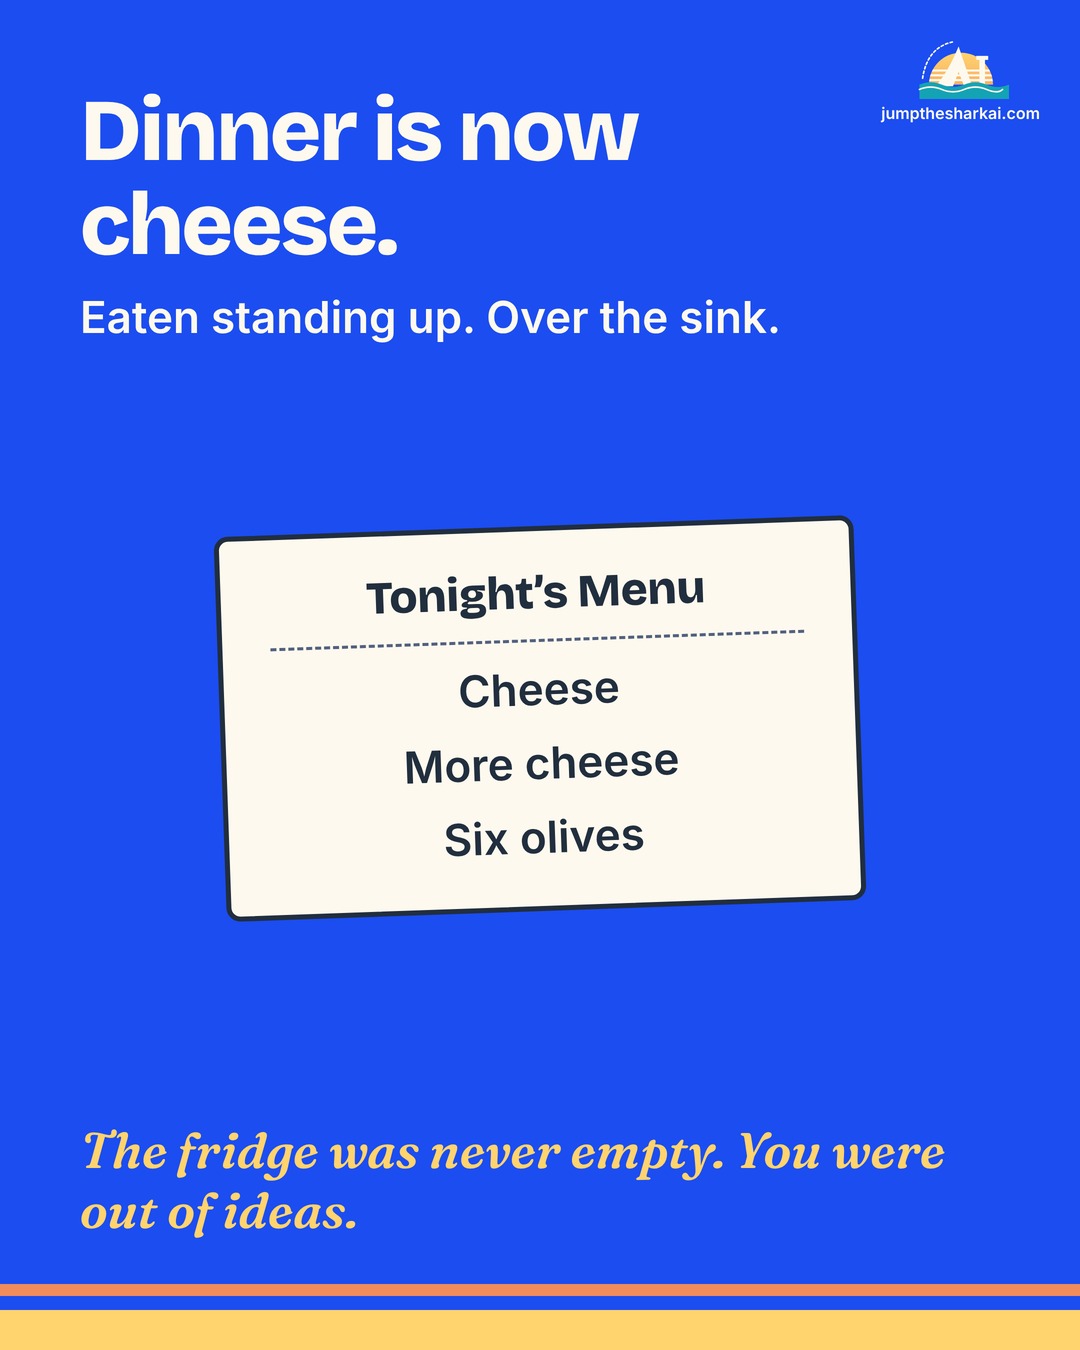 AI
jumpthesharkai.com
Dinner is now
cheese.
Eaten standing up. Over the sink.
Tonight's Menu
Cheese
More cheese
Six olives
The fridge was never empty. You were
out of ideas.